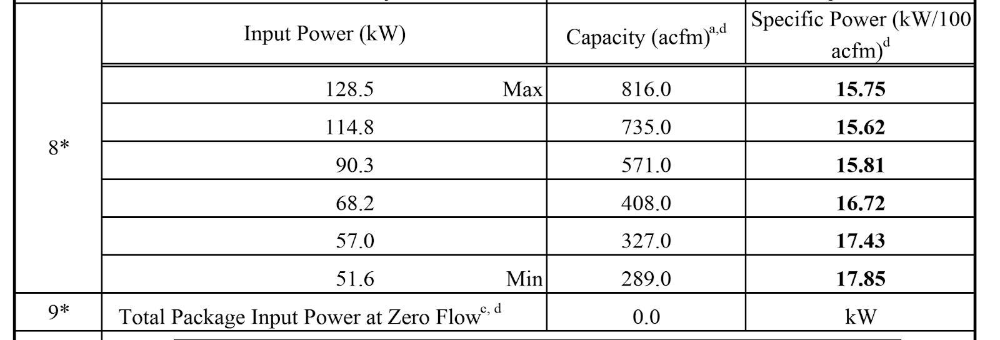 Input Power (kW) Capacity (acfm)a,d Specific Power (kW/100
acfm)d
128.5 Max 816.0 15.75
114.8 735.0 15.62
8* 90.3 571.0 15.81
68.2 408.0 16.72
57.0 327.0 17.43
51.6 Min 289.0 17.85
9* Total Package Input Power at Zero Flowc, d 0.0 kW